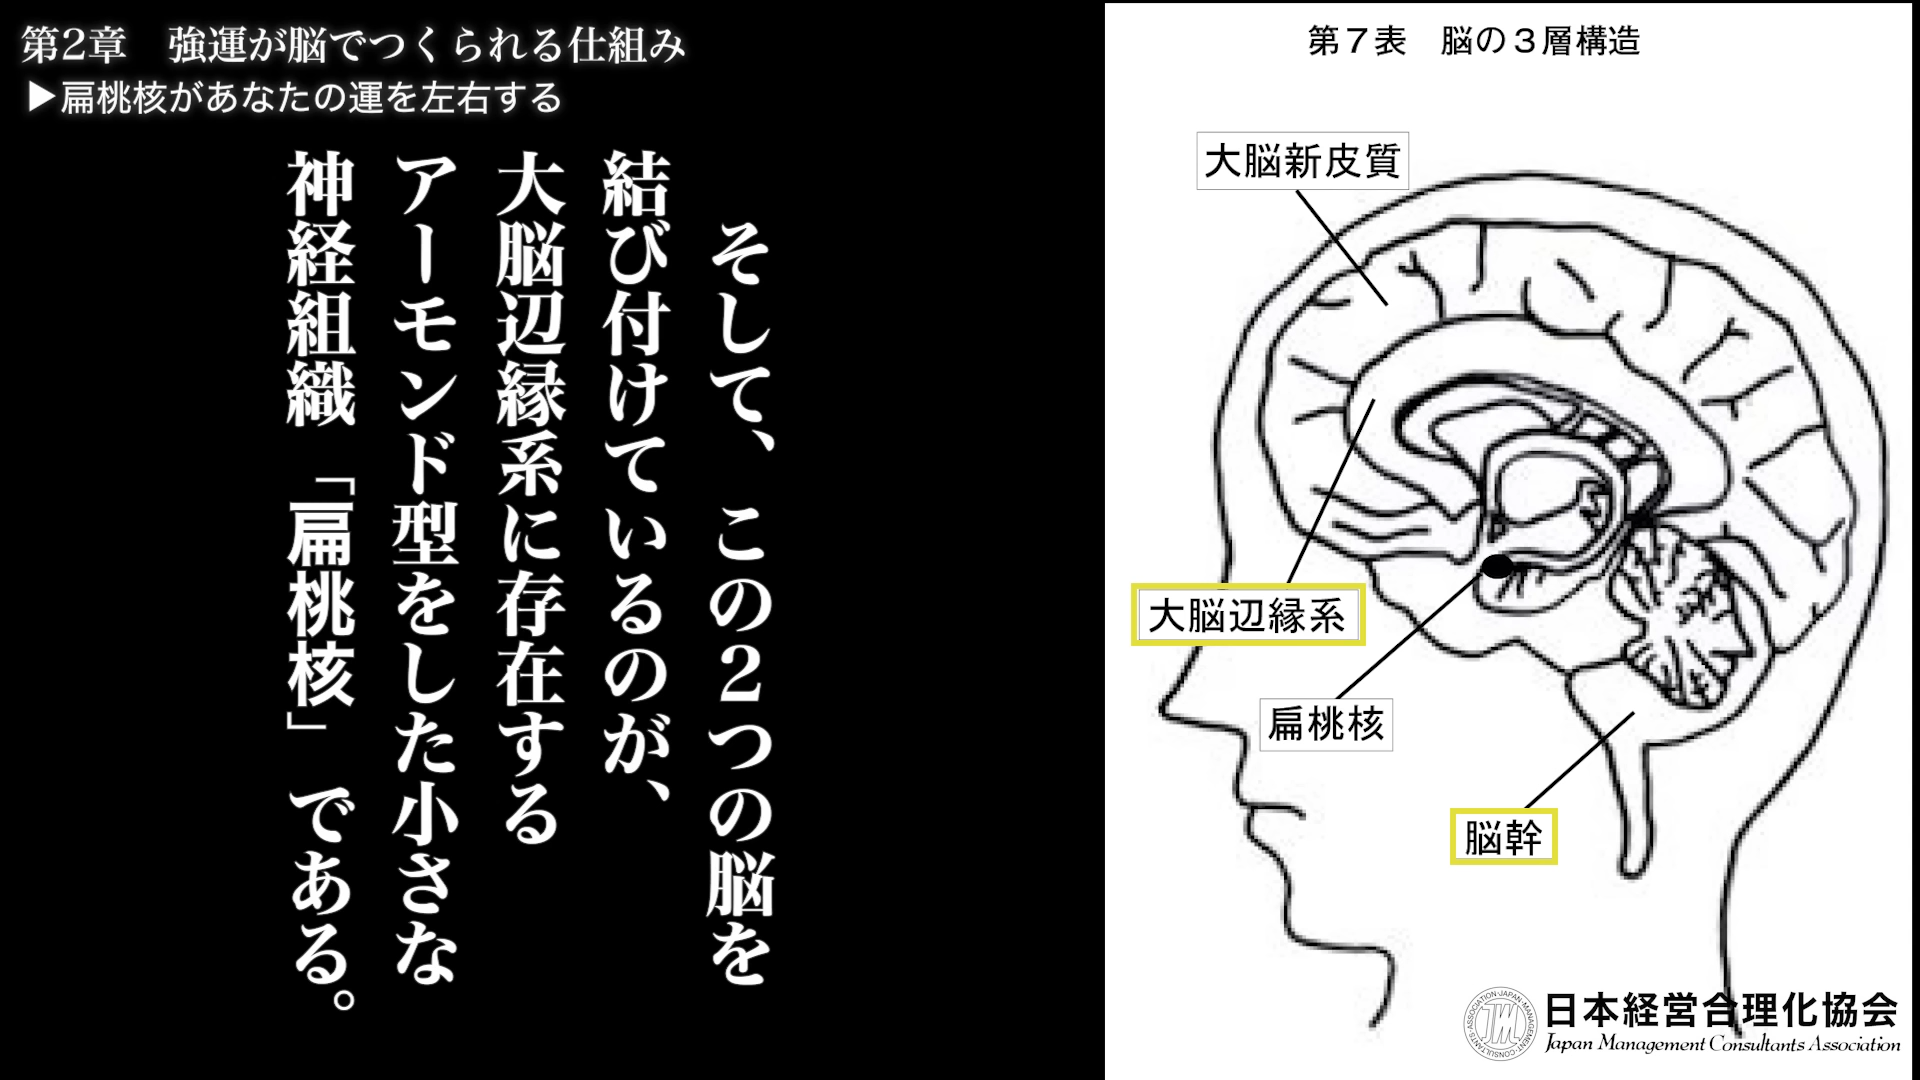 第2章　強運が脳でつくられる仕組み
▶扁桃核があなたの運を左右する
そして、この２つの脳を
結び付けているのが、
大脳辺縁系に存在する
アーモンド型をした小さな
神経組織「扁桃核」である。
第７表　脳の３層構造
大脳新皮質
大脳辺縁系
扁桃核
脳幹
日本経営合理化協会
Japan Management Consultants Association